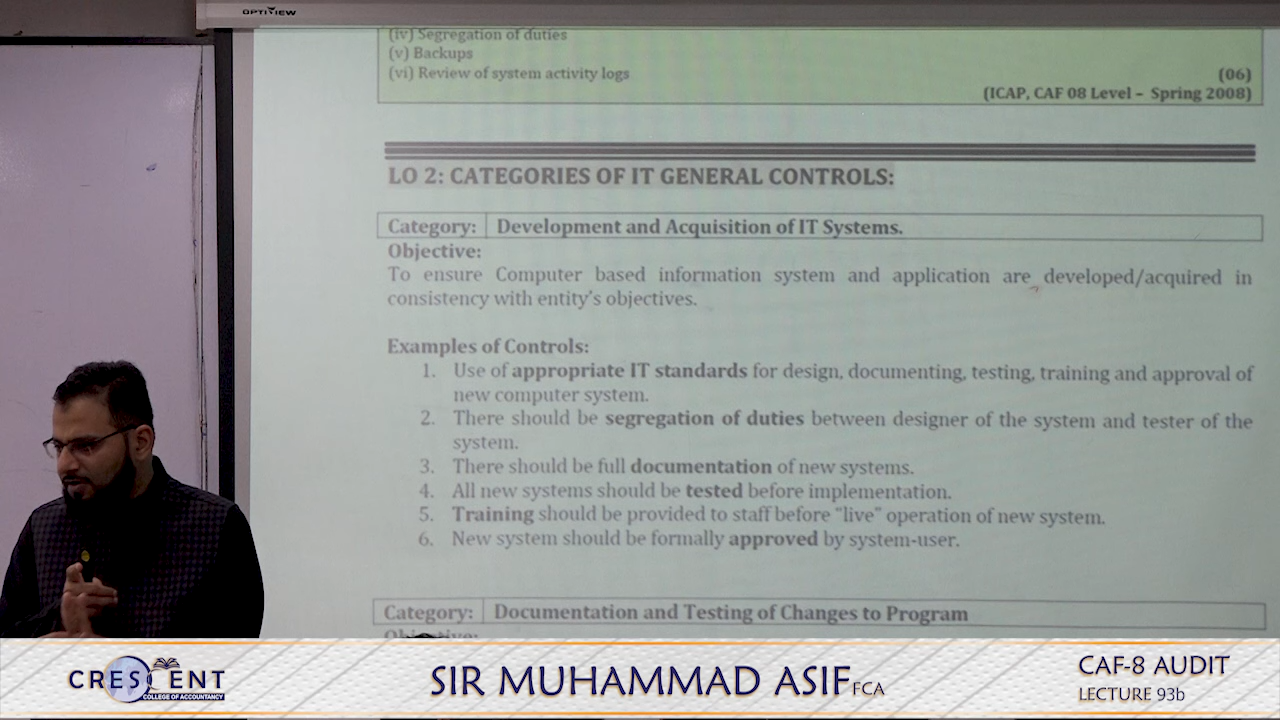 OPTIVIEW
(iv) Segregation of duties
(v) Backups
(vi) Review of system activity logs
(06)
(ICAP, CAF 08 Level – Spring 2008)
LO 2: CATEGORIES OF IT GENERAL CONTROLS:
Category: Development and Acquisition of IT Systems.
Objective:
To ensure Computer based information system and application are developed/acquired in
consistency with entity's objectives.
Examples of Controls:
1. Use of appropriate IT standards for design, documenting, testing, training and approval of
new computer system.
2. There should be segregation of duties between designer of the system and tester of the
system.
3. There should be full documentation of new systems.
4. All new systems should be tested before implementation.
5. Training should be provided to staff before "live" operation of new system.
6. New system should be formally approved by system-user.
Category: Documentation and Testing of Changes to Program
Objective:
CRESCENT
COLLEGE OF ACCOUNTANCY
SIR MUHAMMAD ASIF FCA
CAF-8 AUDIT
LECTURE 93b